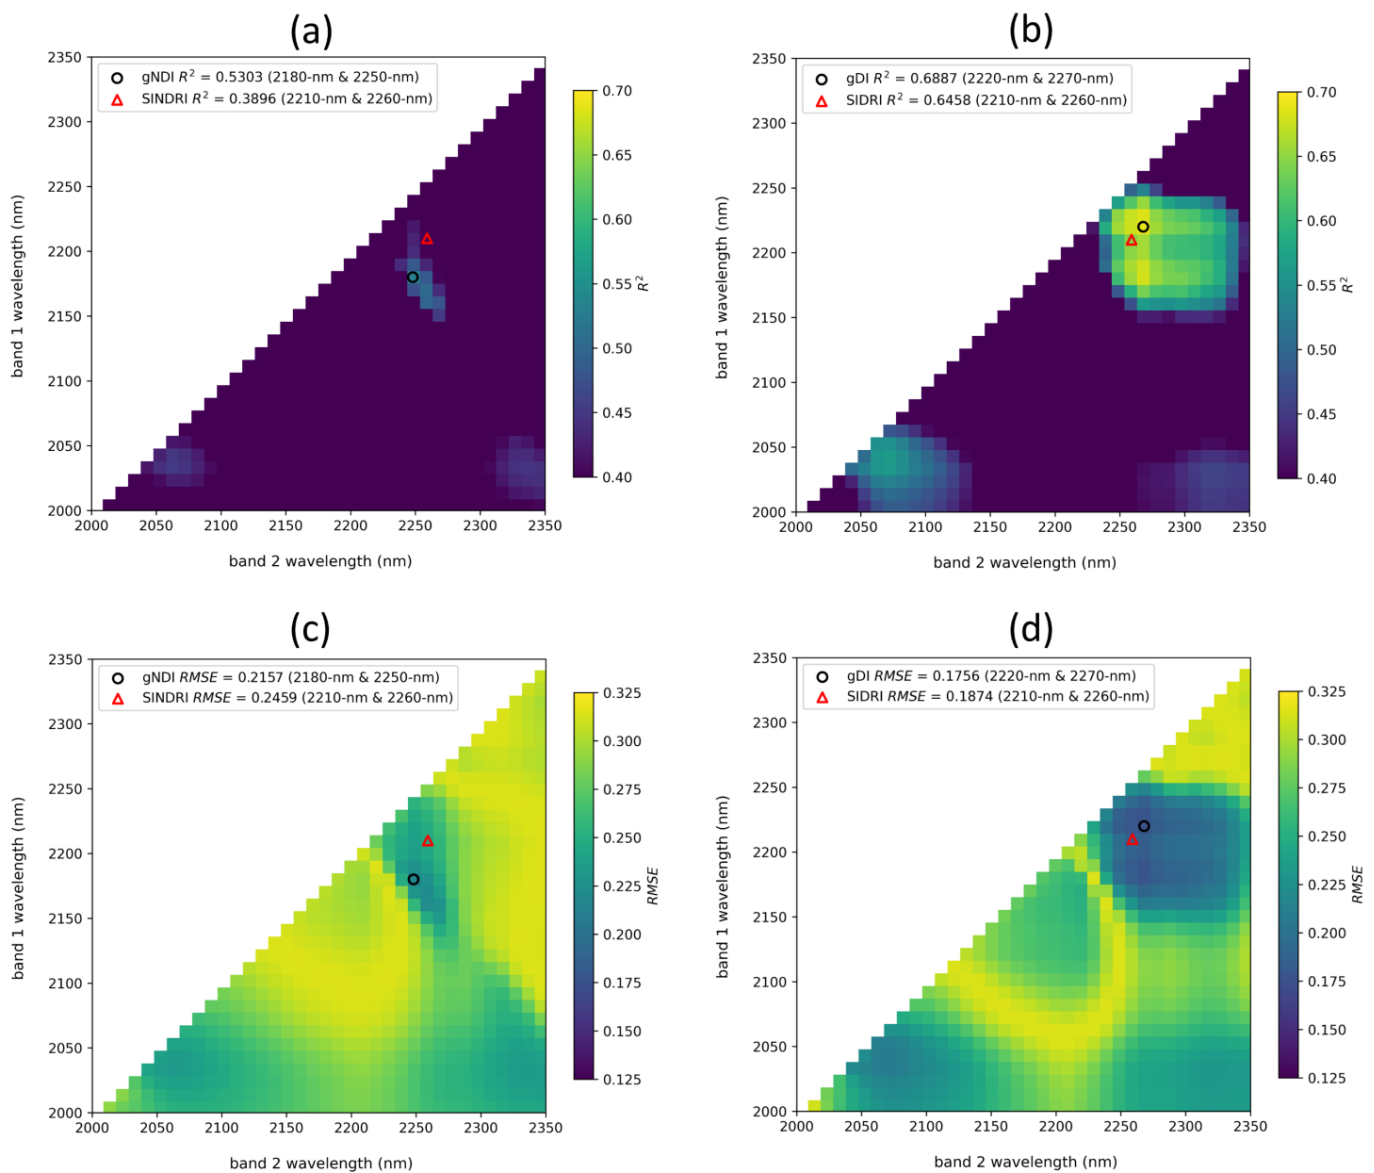 (a)
gNDI R² = 0.5303 (2180-nm & 2250-nm)
SINDRI R² = 0.3896 (2210-nm & 2260-nm)
2350
2300
2250
2200
2150
2100
2050
2000
band 1 wavelength (nm)
2000 2050 2100 2150 2200 2250 2300 2350
band 2 wavelength (nm)
0.70
0.65
0.60
0.55
0.50
0.45
0.40
R²
(b)
gDI R² = 0.6887 (2220-nm & 2270-nm)
SIDRI R² = 0.6458 (2210-nm & 2260-nm)
2350
2300
2250
2200
2150
2100
2050
2000
band 1 wavelength (nm)
2000 2050 2100 2150 2200 2250 2300 2350
band 2 wavelength (nm)
0.70
0.65
0.60
0.55
0.50
0.45
0.40
R²
(c)
gNDI RMSE = 0.2157 (2180-nm & 2250-nm)
SINDRI RMSE = 0.2459 (2210-nm & 2260-nm)
2350
2300
2250
2200
2150
2100
2050
2000
band 1 wavelength (nm)
2000 2050 2100 2150 2200 2250 2300 2350
band 2 wavelength (nm)
0.325
0.300
0.275
0.250
0.225
0.200
0.175
0.150
0.125
RMSE
(d)
gDI RMSE = 0.1756 (2220-nm & 2270-nm)
SIDRI RMSE = 0.1874 (2210-nm & 2260-nm)
2350
2300
2250
2200
2150
2100
2050
2000
band 1 wavelength (nm)
2000 2050 2100 2150 2200 2250 2300 2350
band 2 wavelength (nm)
0.325
0.300
0.275
0.250
0.225
0.200
0.175
0.150
0.125
RMSE